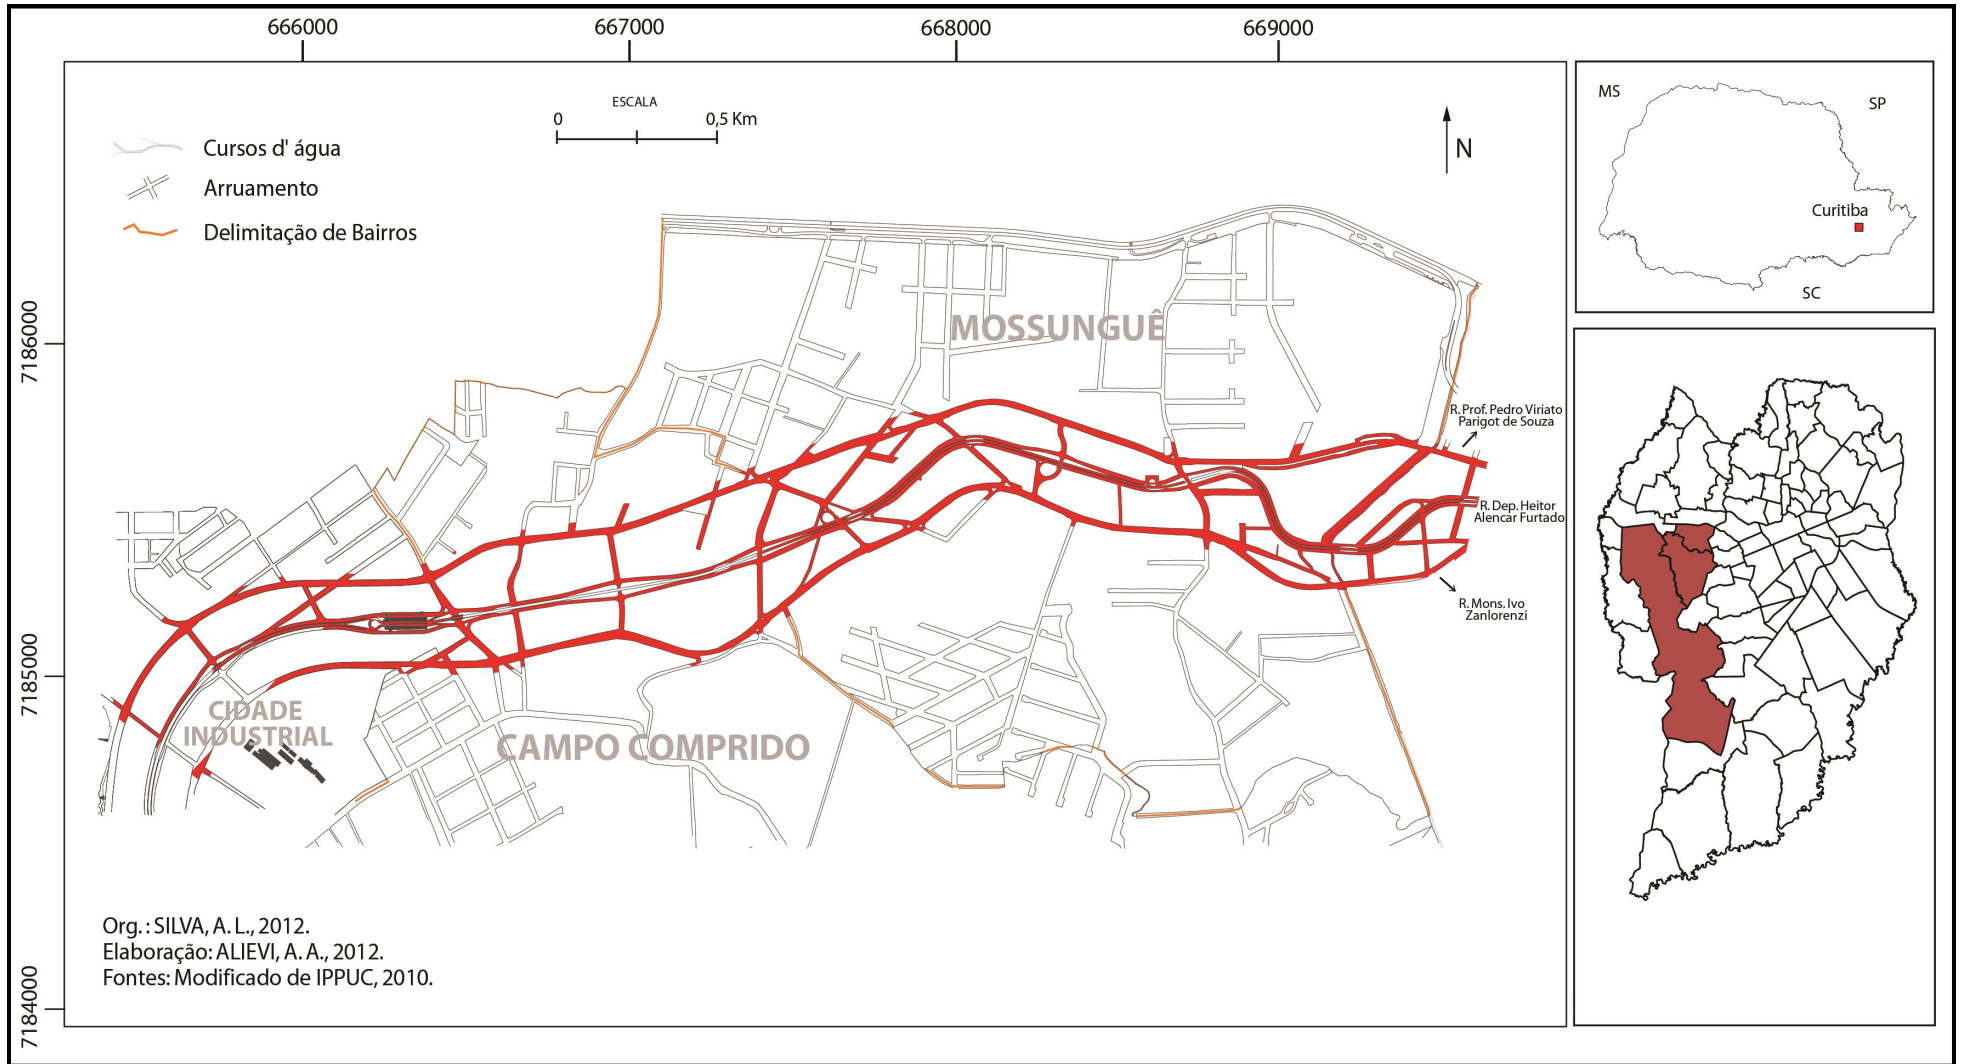 666000
667000
668000
669000
ESCALA
0
0,5 Km
N
Cursos d' água
Arruamento
Delimitação de Bairros
7186000
7185000
7184000
MOSSUNGUÊ
R. Prof. Pedro Viriato
Parigot de Souza
R. Dep. Heitor
Alencar Furtado
R. Mons. Ivo
Zanlorenzi
CIDADE
INDUSTRIAL
CAMPO COMPRIDO
Org.: SILVA, A. L., 2012.
Elaboração: ALIEVI, A. A., 2012.
Fontes: Modificado de IPPUC, 2010.
MS
SP
Curitiba
SC